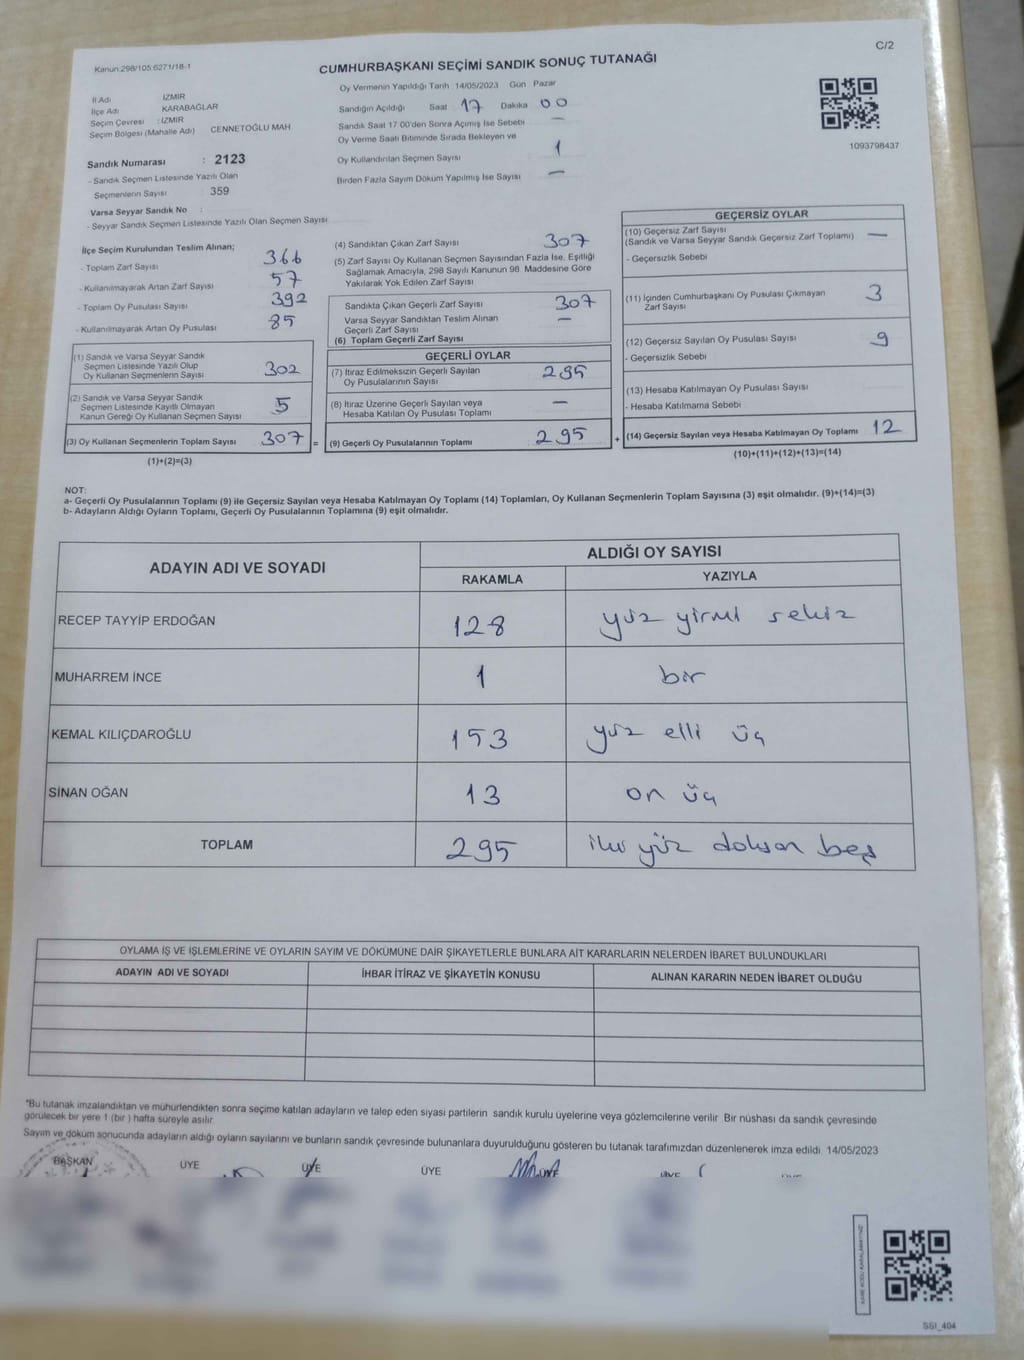 C/2
Kanun:298/105:6271/18-1
CUMHURBAŞKANI SEÇİMİ SANDIK SONUÇ TUTANAĞI
İl Adı : İZMİR
İlçe Adı KARABAĞLAR
Seçim Çevresi : İZMİR
Seçim Bölgesi (Mahalle Adı) CENNETOĞLU MAH
Sandık Numarası : 2123
- Sandık Seçmen Listesinde Yazılı Olan
Seçmenlerin Sayısı : 359
Varsa Seyyar Sandık No :
- Seyyar Sandık Seçmen Listesinde Yazılı Olan Seçmen Sayısı
Oy Vermenin Yapıldığı Tarih 14/05/2023 Gün Pazar
Sandığın Açıldığı Saat 17 Dakika 00
Sandık Saat 17:00'den Sonra Açılmış İse Sebebi —
Oy Verme Saati Bitiminde Sırada Bekleyen ve
Oy Kullandırılan Seçmen Sayısı 1
Birden Fazla Sayım Döküm Yapılmış İse Sayısı —
1093798437
İlçe Seçim Kurulundan Teslim Alınan;
- Toplam Zarf Sayısı 366
- Kullanılmayarak Artan Zarf Sayısı 57
- Toplam Oy Pusulası Sayısı 392
- Kullanılmayarak Artan Oy Pusulası 85
(1) Sandık ve Varsa Seyyar Sandık
Seçmen Listesinde Yazılı Olup
Oy Kullanan Seçmenlerin Sayısı 302
(2) Sandık ve Varsa Seyyar Sandık
Seçmen Listesinde Kayıtlı Olmayan
Kanun Gereği Oy Kullanan Seçmen Sayısı 5
(3) Oy Kullanan Seçmenlerin Toplam Sayısı 307 =
(1)+(2)=(3)
(4) Sandıktan Çıkan Zarf Sayısı 307
(5) Zarf Sayısı Oy Kullanan Seçmen Sayısından Fazla İse, Eşitliği
Sağlamak Amacıyla, 298 Sayılı Kanunun 98. Maddesine Göre
Yakılarak Yok Edilen Zarf Sayısı
Sandıkta Çıkan Geçerli Zarf Sayısı 307
Varsa Seyyar Sandıktan Teslim Alınan
Geçerli Zarf Sayısı —
(6) Toplam Geçerli Zarf Sayısı
GEÇERLİ OYLAR
(7) İtiraz Edilmeksizin Geçerli Sayılan
Oy Pusulalarının Sayısı 295
(8) İtiraz Üzerine Geçerli Sayılan veya
Hesaba Katılan Oy Pusulası Toplamı —
(9) Geçerli Oy Pusulalarının Toplamı 295 +
GEÇERSİZ OYLAR
(10) Geçersiz Zarf Sayısı
(Sandık ve Varsa Seyyar Sandık Geçersiz Zarf Toplamı) —
- Geçersizlik Sebebi
(11) İçinden Cumhurbaşkanı Oy Pusulası Çıkmayan
Zarf Sayısı 3
(12) Geçersiz Sayılan Oy Pusulası Sayısı 9
- Geçersizlik Sebebi
(13) Hesaba Katılmayan Oy Pusulası Sayısı
- Hesaba Katılmama Sebebi
(14) Geçersiz Sayılan veya Hesaba Katılmayan Oy Toplamı 12
(10)+(11)+(12)+(13)=(14)
NOT:
a- Geçerli Oy Pusulalarının Toplamı (9) ile Geçersiz Sayılan veya Hesaba Katılmayan Oy Toplamı (14) Toplamları, Oy Kullanan Seçmenlerin Toplam Sayısına (3) eşit olmalıdır. (9)+(14)=(3)
b- Adayların Aldığı Oyların Toplamı, Geçerli Oy Pusulalarının Toplamına (9) eşit olmalıdır.
ADAYIN ADI VE SOYADI ALDIĞI OY SAYISI
RAKAMLA YAZIYLA
RECEP TAYYİP ERDOĞAN 128 yüz yirmi sekiz
MUHARREM İNCE 1 bir
KEMAL KILIÇDAROĞLU 153 yüz elli üç
SİNAN OĞAN 13 on üç
TOPLAM 295 iki yüz doksan beş
OYLAMA İŞ VE İŞLEMLERİNE VE OYLARIN SAYIM VE DÖKÜMÜNE DAİR ŞİKAYETLERLE BUNLARA AİT KARARLARIN NELERDEN İBARET BULUNDUKLARI
ADAYIN ADI VE SOYADI İHBAR İTİRAZ VE ŞİKAYETİN KONUSU ALINAN KARARIN NEDEN İBARET OLDUĞU
*Bu tutanak imzalandıktan ve mühürlendikten sonra seçime katılan adayların ve talep eden siyasi partilerin sandık kurulu üyelerine veya gözlemcilerine verilir. Bir nüshası da sandık çevresinde
görülecek bir yere 1 (bir) hafta süreyle asılır.
Sayım ve döküm sonucunda adayların aldığı oyların sayılarını ve bunların sandık çevresinde bulunanlara duyurulduğunu gösteren bu tutanak tarafımızdan düzenlenerek imza edildi. 14/05/2023
BAŞKAN ÜYE ÜYE ÜYE ÜYE ÜYE
KARE KODU KARALAMAYINIZ!
SSI_404